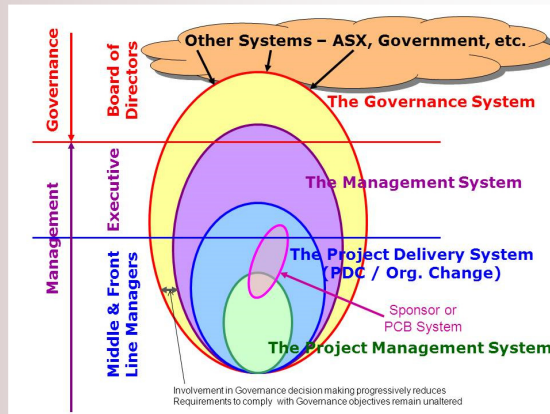 Other Systems – ASX, Government, etc.
Governance
Board of
Directors
The Governance System
Management
Executive
The Management System
Middle & Front
Line Managers
The Project Delivery System
(PDC / Org. Change)
Sponsor or
PCB System
The Project Management System
Involvement in Governance decision making progressively reduces
Requirements to comply with Governance objectives remain unaltered